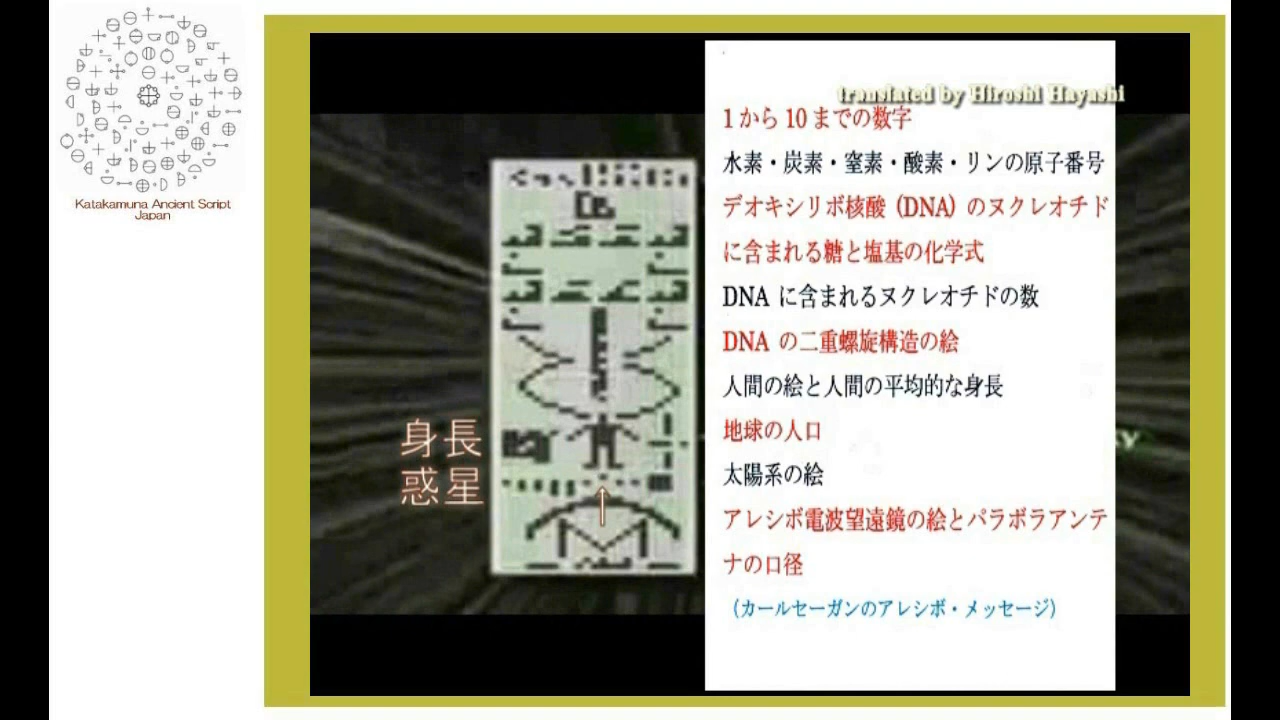 Katakamuna Ancient Script
Japan
translated by Hiroshi Hayashi
1から10までの数字
水素・炭素・窒素・酸素・リンの原子番号
デオキシリボ核酸（DNA）のヌクレオチド
に含まれる糖と塩基の化学式
DNA に含まれるヌクレオチドの数
DNA の二重螺旋構造の絵
人間の絵と人間の平均的な身長
地球の人口
太陽系の絵
アレシボ電波望遠鏡の絵とパラボラアンテ
ナの口径
（カールセーガンのアレシボ・メッセージ）
身長
惑星